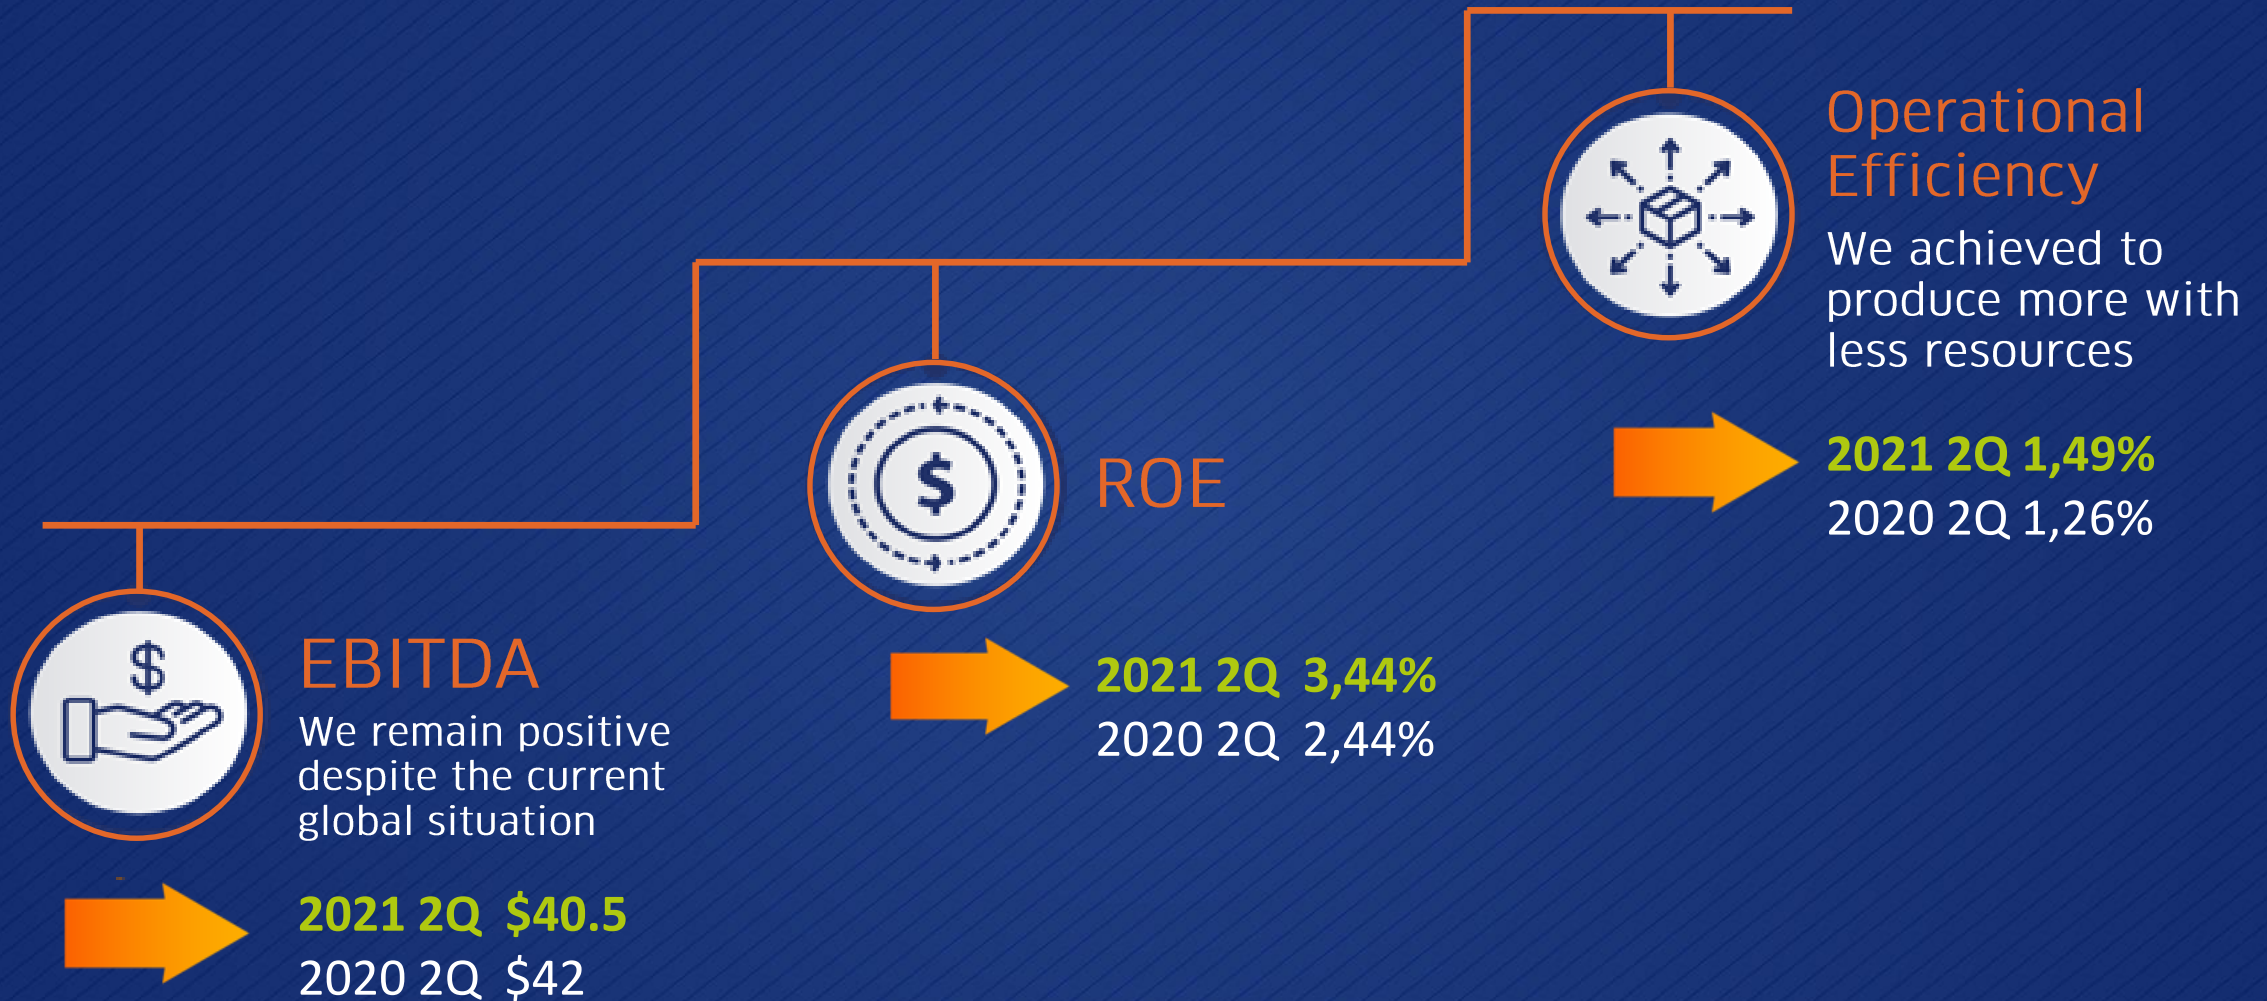 EBITDA
We remain positive
despite the current
global situation
2021 2Q $40.5
2020 2Q $42
ROE
2021 2Q 3,44%
2020 2Q 2,44%
Operational
Efficiency
We achieved to
produce more with
less resources
2021 2Q 1,49%
2020 2Q 1,26%